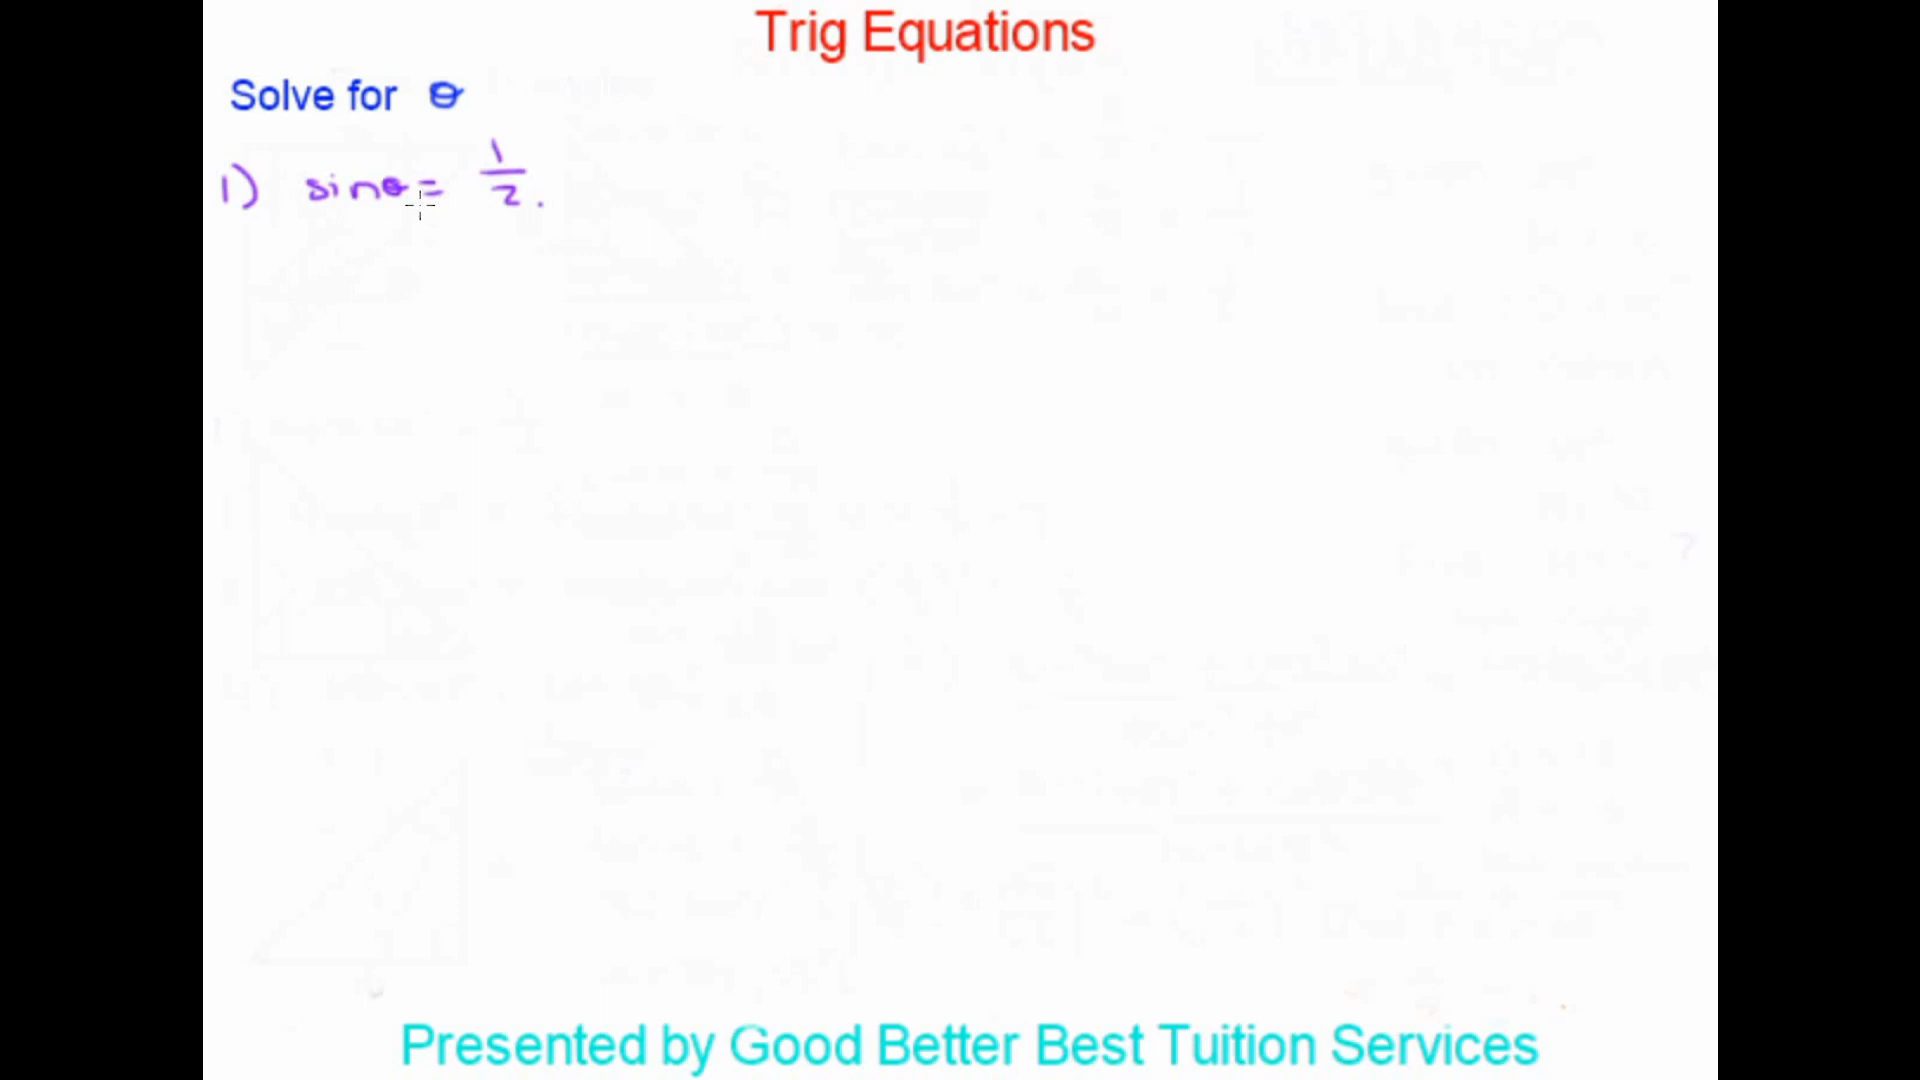 Trig Equations
Solve for θ
1) sinθ = 1/2.
Presented by Good Better Best Tuition Services